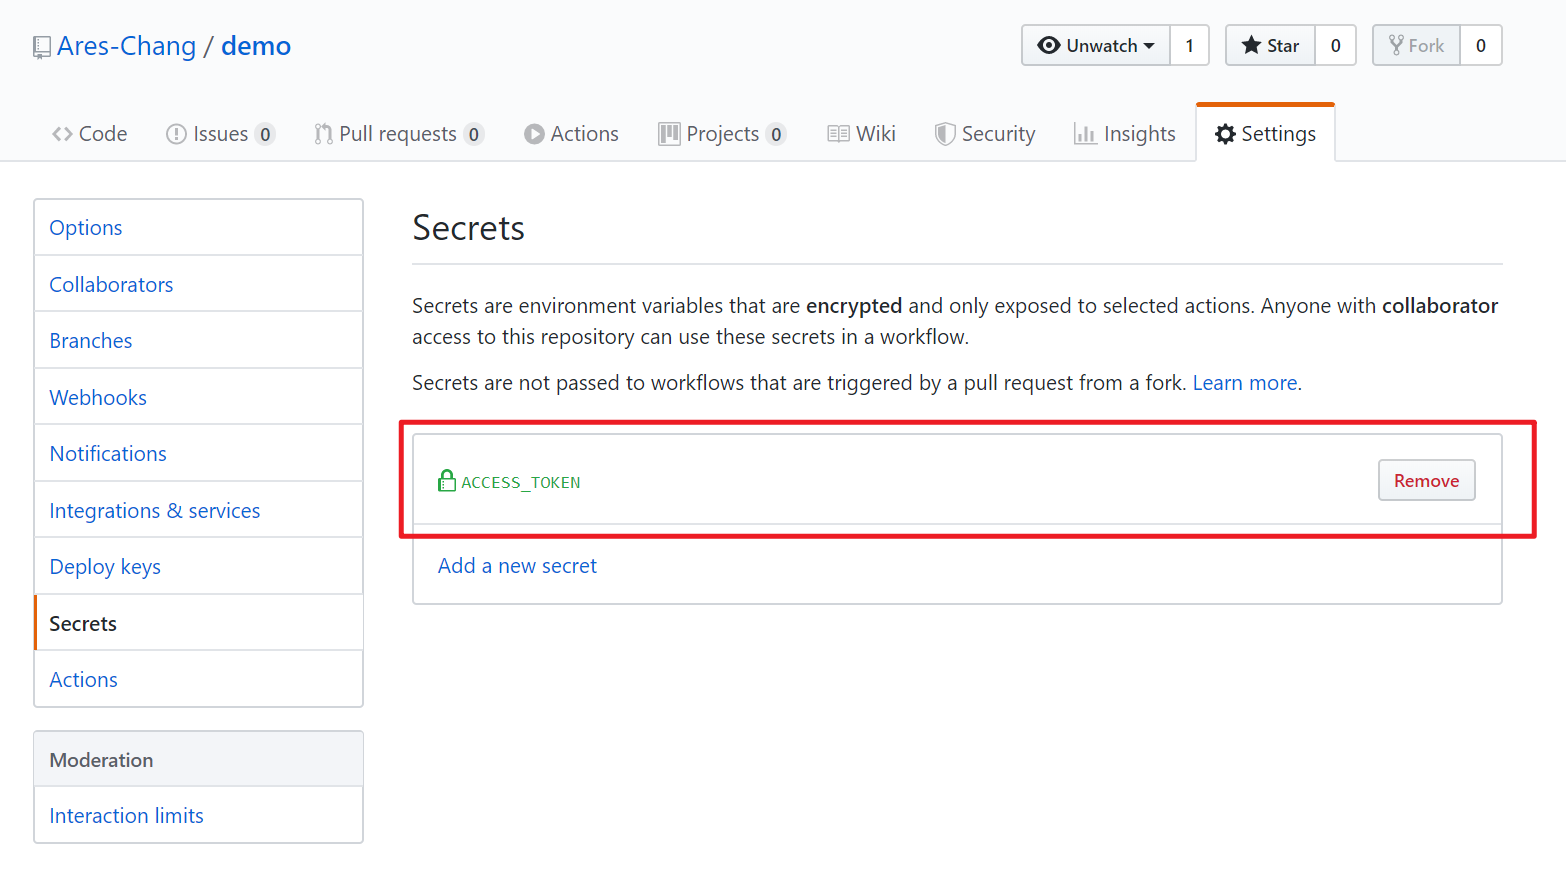 Ares-Chang / demo
Unwatch 1 Star 0 Fork 0
Code Issues 0 Pull requests 0 Actions Projects 0 Wiki Security Insights Settings
Options
Collaborators
Branches
Webhooks
Notifications
Integrations & services
Deploy keys
Secrets
Actions
Moderation
Interaction limits
Secrets
Secrets are environment variables that are encrypted and only exposed to selected actions. Anyone with collaborator
access to this repository can use these secrets in a workflow.
Secrets are not passed to workflows that are triggered by a pull request from a fork. Learn more.
ACCESS_TOKEN Remove
Add a new secret